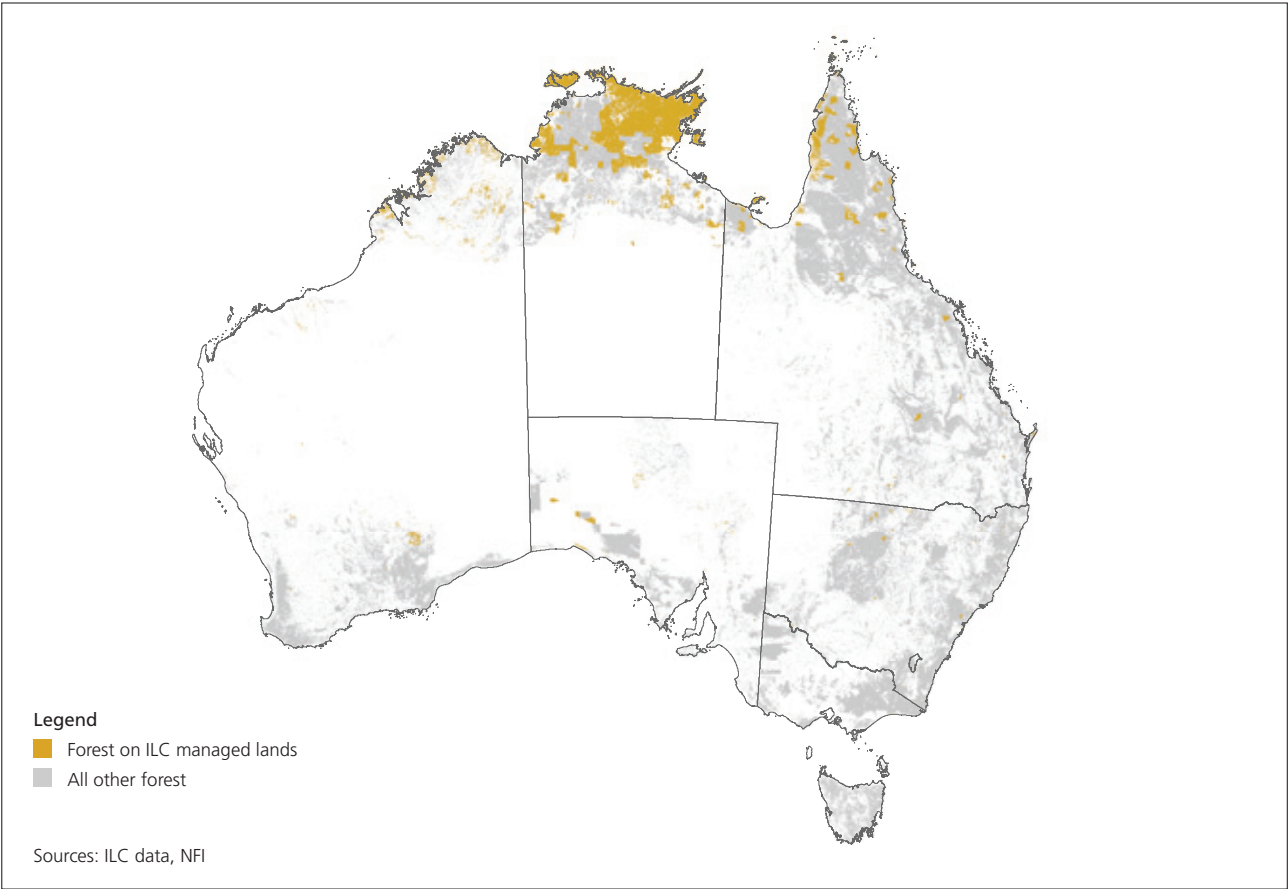 Legend
Forest on ILC managed lands
All other forest
Sources: ILC data, NFI